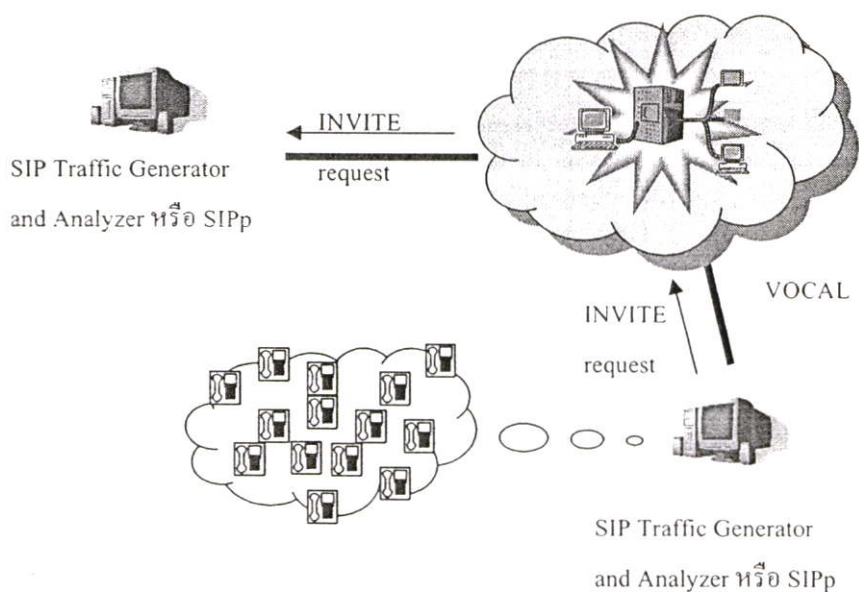 INVITE
request
SIP Traffic Generator
and Analyzer หรือ SIPp
VOCAL
INVITE
request
SIP Traffic Generator
and Analyzer หรือ SIPp